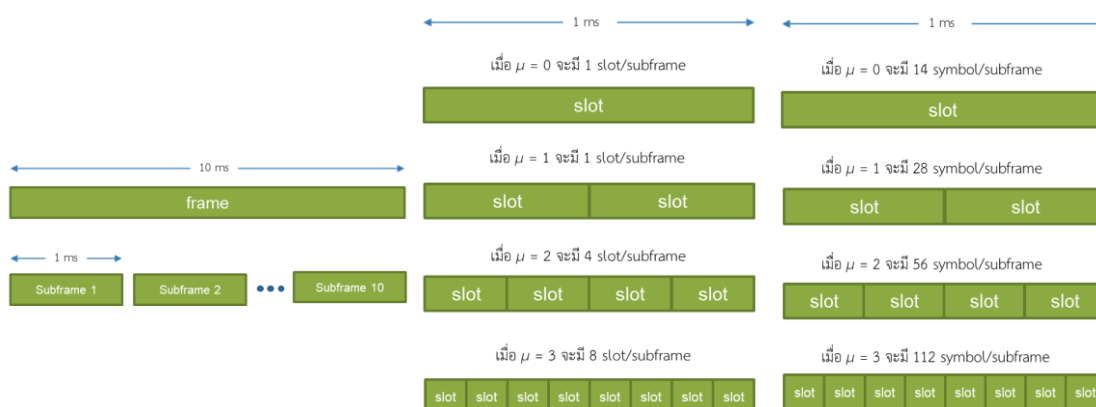 10 ms
frame
1 ms
Subframe 1 Subframe 2 Subframe 10
1 ms
เมื่อ μ = 0 จะมี 1 slot/subframe
slot
เมื่อ μ = 1 จะมี 1 slot/subframe
slot slot
เมื่อ μ = 2 จะมี 4 slot/subframe
slot slot slot slot
เมื่อ μ = 3 จะมี 8 slot/subframe
slot slot slot slot slot slot slot slot
1 ms
เมื่อ μ = 0 จะมี 14 symbol/subframe
slot
เมื่อ μ = 1 จะมี 28 symbol/subframe
slot slot
เมื่อ μ = 2 จะมี 56 symbol/subframe
slot slot slot slot
เมื่อ μ = 3 จะมี 112 symbol/subframe
slot slot slot slot slot slot slot slot